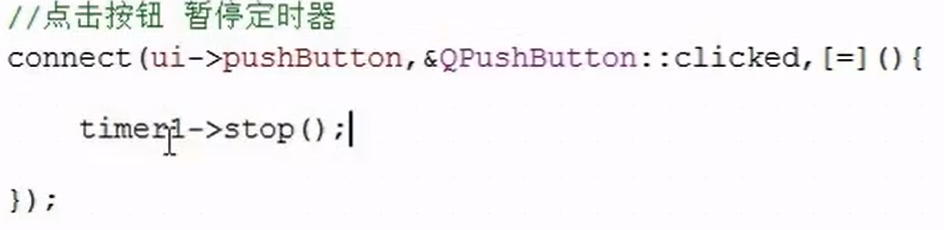 //点击按钮 暂停定时器
connect(ui->pushButton,&QPushButton::clicked,[=](){
timer1->stop();
});